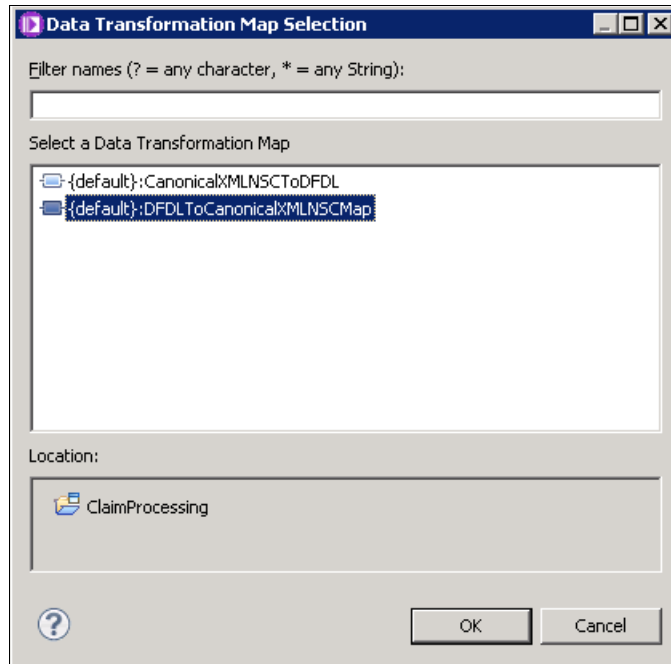 Data Transformation Map Selection
Filter names (? = any character, * = any String):
Select a Data Transformation Map
{default}:CanonicalXMLNSCToDFDL
{default}:DFDLToCanonicalXMLNSCMap
Location:
ClaimProcessing
?
OK
Cancel